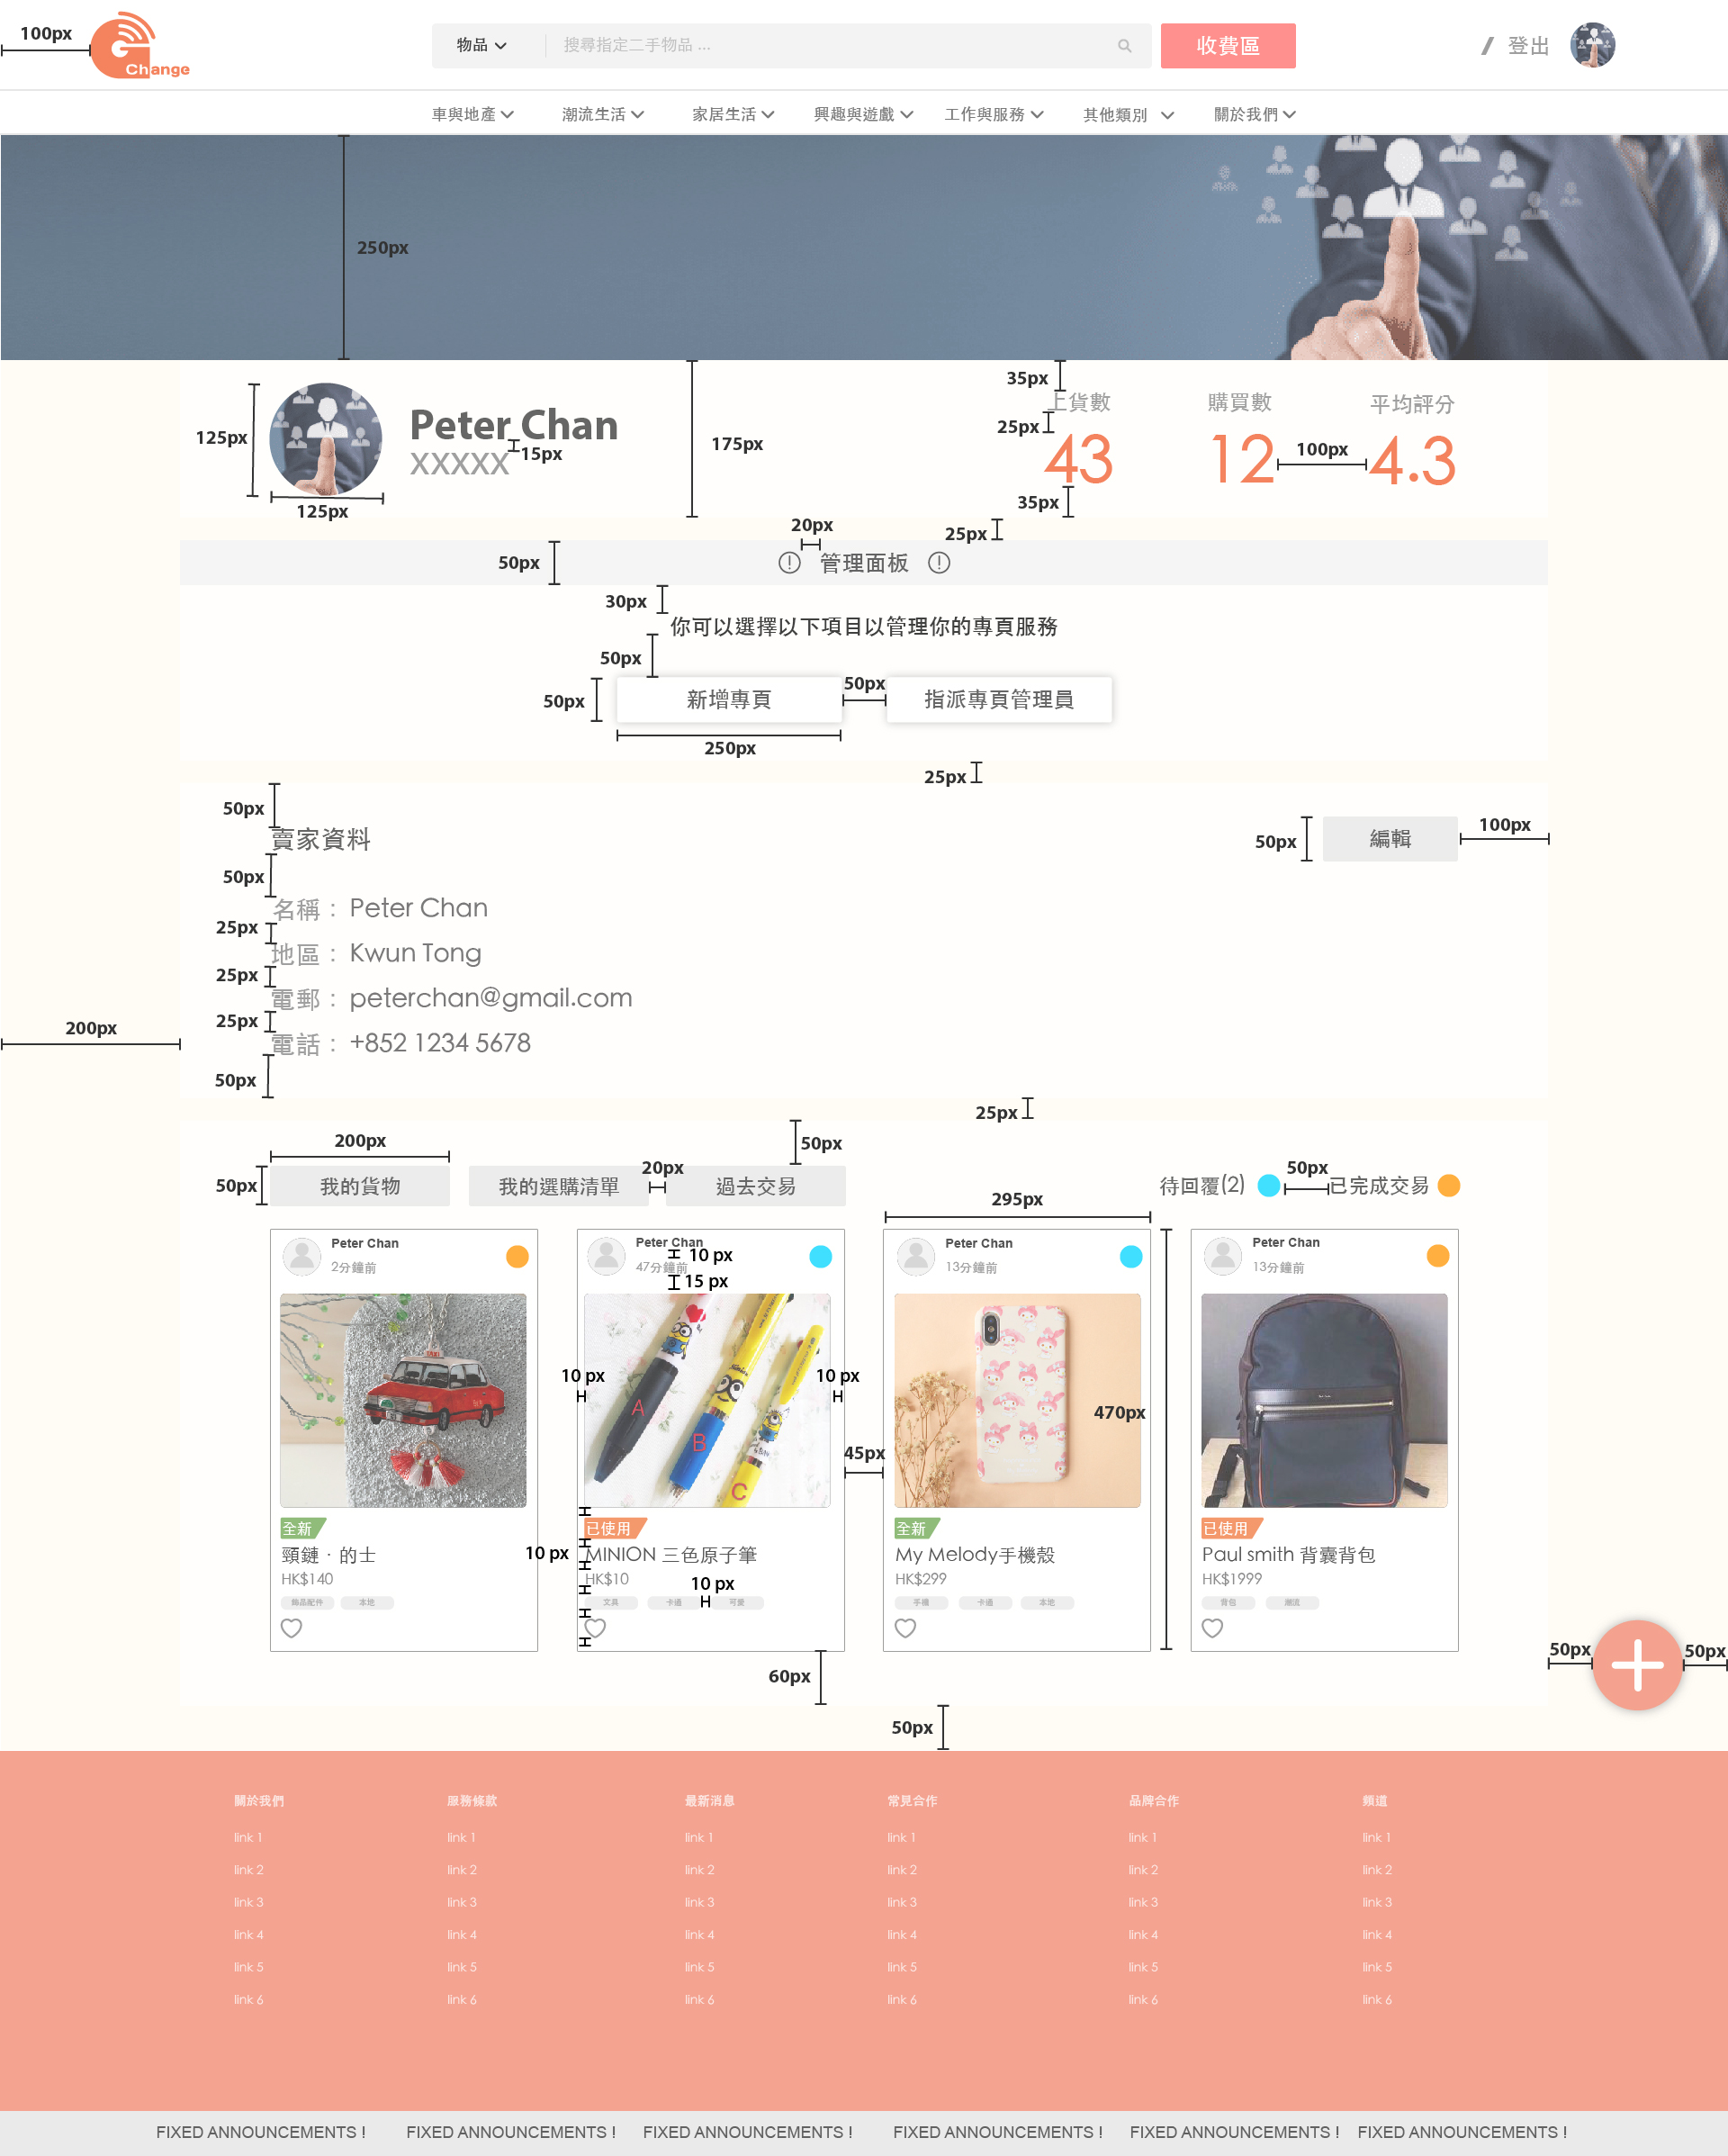 100px
Change
物品
搜尋指定二手物品 ...
收費區
登出
車與地產
潮流生活
家居生活
興趣與遊戲
工作與服務
其他類別
關於我們
250px
125px
125px
Peter Chan
XXXXX
15px
175px
35px
上貨數
購買數
平均評分
25px
43
12
100px
4.3
35px
25px
20px
50px
管理面板
30px
你可以選擇以下項目以管理你的專頁服務
50px
50px
新增專頁
50px
指派專頁管理員
250px
25px
50px
賣家資料
50px
編輯
100px
50px
名稱 : Peter Chan
25px
地區 : Kwun Tong
25px
電郵 : peterchan@gmail.com
25px
電話 : +852 1234 5678
50px
200px
25px
200px
50px
50px
我的貨物
我的選購清單
20px
過去交易
待回覆(2)
50px
已完成交易
295px
Peter Chan
2分鐘前
Peter Chan
47分鐘前
10 px
15 px
Peter Chan
13分鐘前
Peter Chan
13分鐘前
TAXI
A
B
C
10 px
10 px
45px
470px
全新
頸鏈 · 的士
HK$140
飾品配件
本地
10 px
已使用
MINION 三色原子筆
HK$10
10 px
文具
卡通
可愛
全新
My Melody手機殼
HK$299
手機
卡通
本地
已使用
Paul smith 背囊背包
HK$1999
背包
潮流
60px
50px
50px
50px
關於我們
服務條款
最新消息
常見合作
品牌合作
頻道
link 1
link 1
link 1
link 1
link 1
link 1
link 2
link 2
link 2
link 2
link 2
link 2
link 3
link 3
link 3
link 3
link 3
link 3
link 4
link 4
link 4
link 4
link 4
link 4
link 5
link 5
link 5
link 5
link 5
link 5
link 6
link 6
link 6
link 6
link 6
link 6
FIXED ANNOUNCEMENTS !
FIXED ANNOUNCEMENTS !
FIXED ANNOUNCEMENTS !
FIXED ANNOUNCEMENTS !
FIXED ANNOUNCEMENTS !
FIXED ANNOUNCEMENTS !